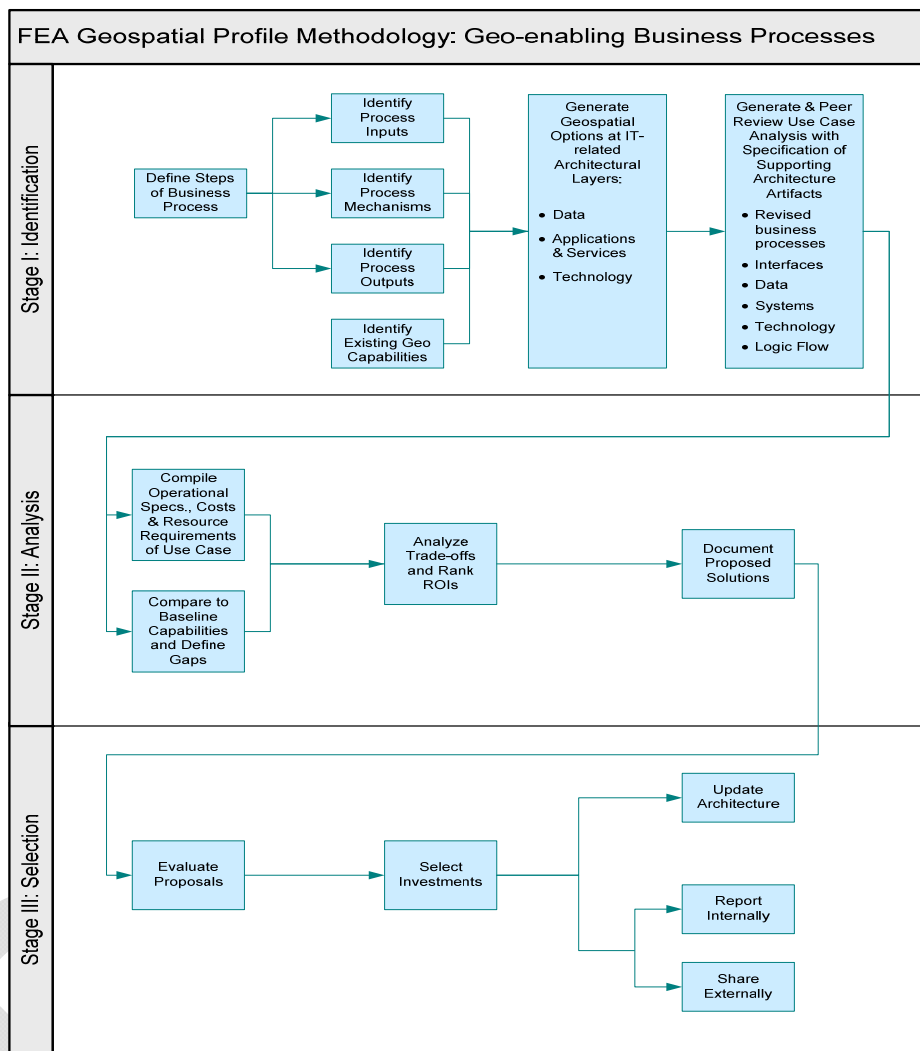 FEA Geospatial Profile Methodology: Geo-enabling Business Processes
Stage I: Identification
Define Steps
of Business
Process
Identify
Process
Inputs
Identify
Process
Mechanisms
Identify
Process
Outputs
Identify
Existing Geo
Capabilities
Generate
Geospatial
Options at IT-
related
Architectural
Layers:
• Data
• Applications
& Services
• Technology
Generate & Peer
Review Use Case
Analysis with
Specification of
Supporting
Architecture
Artifacts
• Revised
business
processes
• Interfaces
• Data
• Systems
• Technology
• Logic Flow
Stage II: Analysis
Compile
Operational
Specs., Costs
& Resource
Requirements
of Use Case
Compare to
Baseline
Capabilities
and Define
Gaps
Analyze
Trade-offs
and Rank
ROIs
Document
Proposed
Solutions
Stage III: Selection
Evaluate
Proposals
Select
Investments
Update
Architecture
Report
Internally
Share
Externally